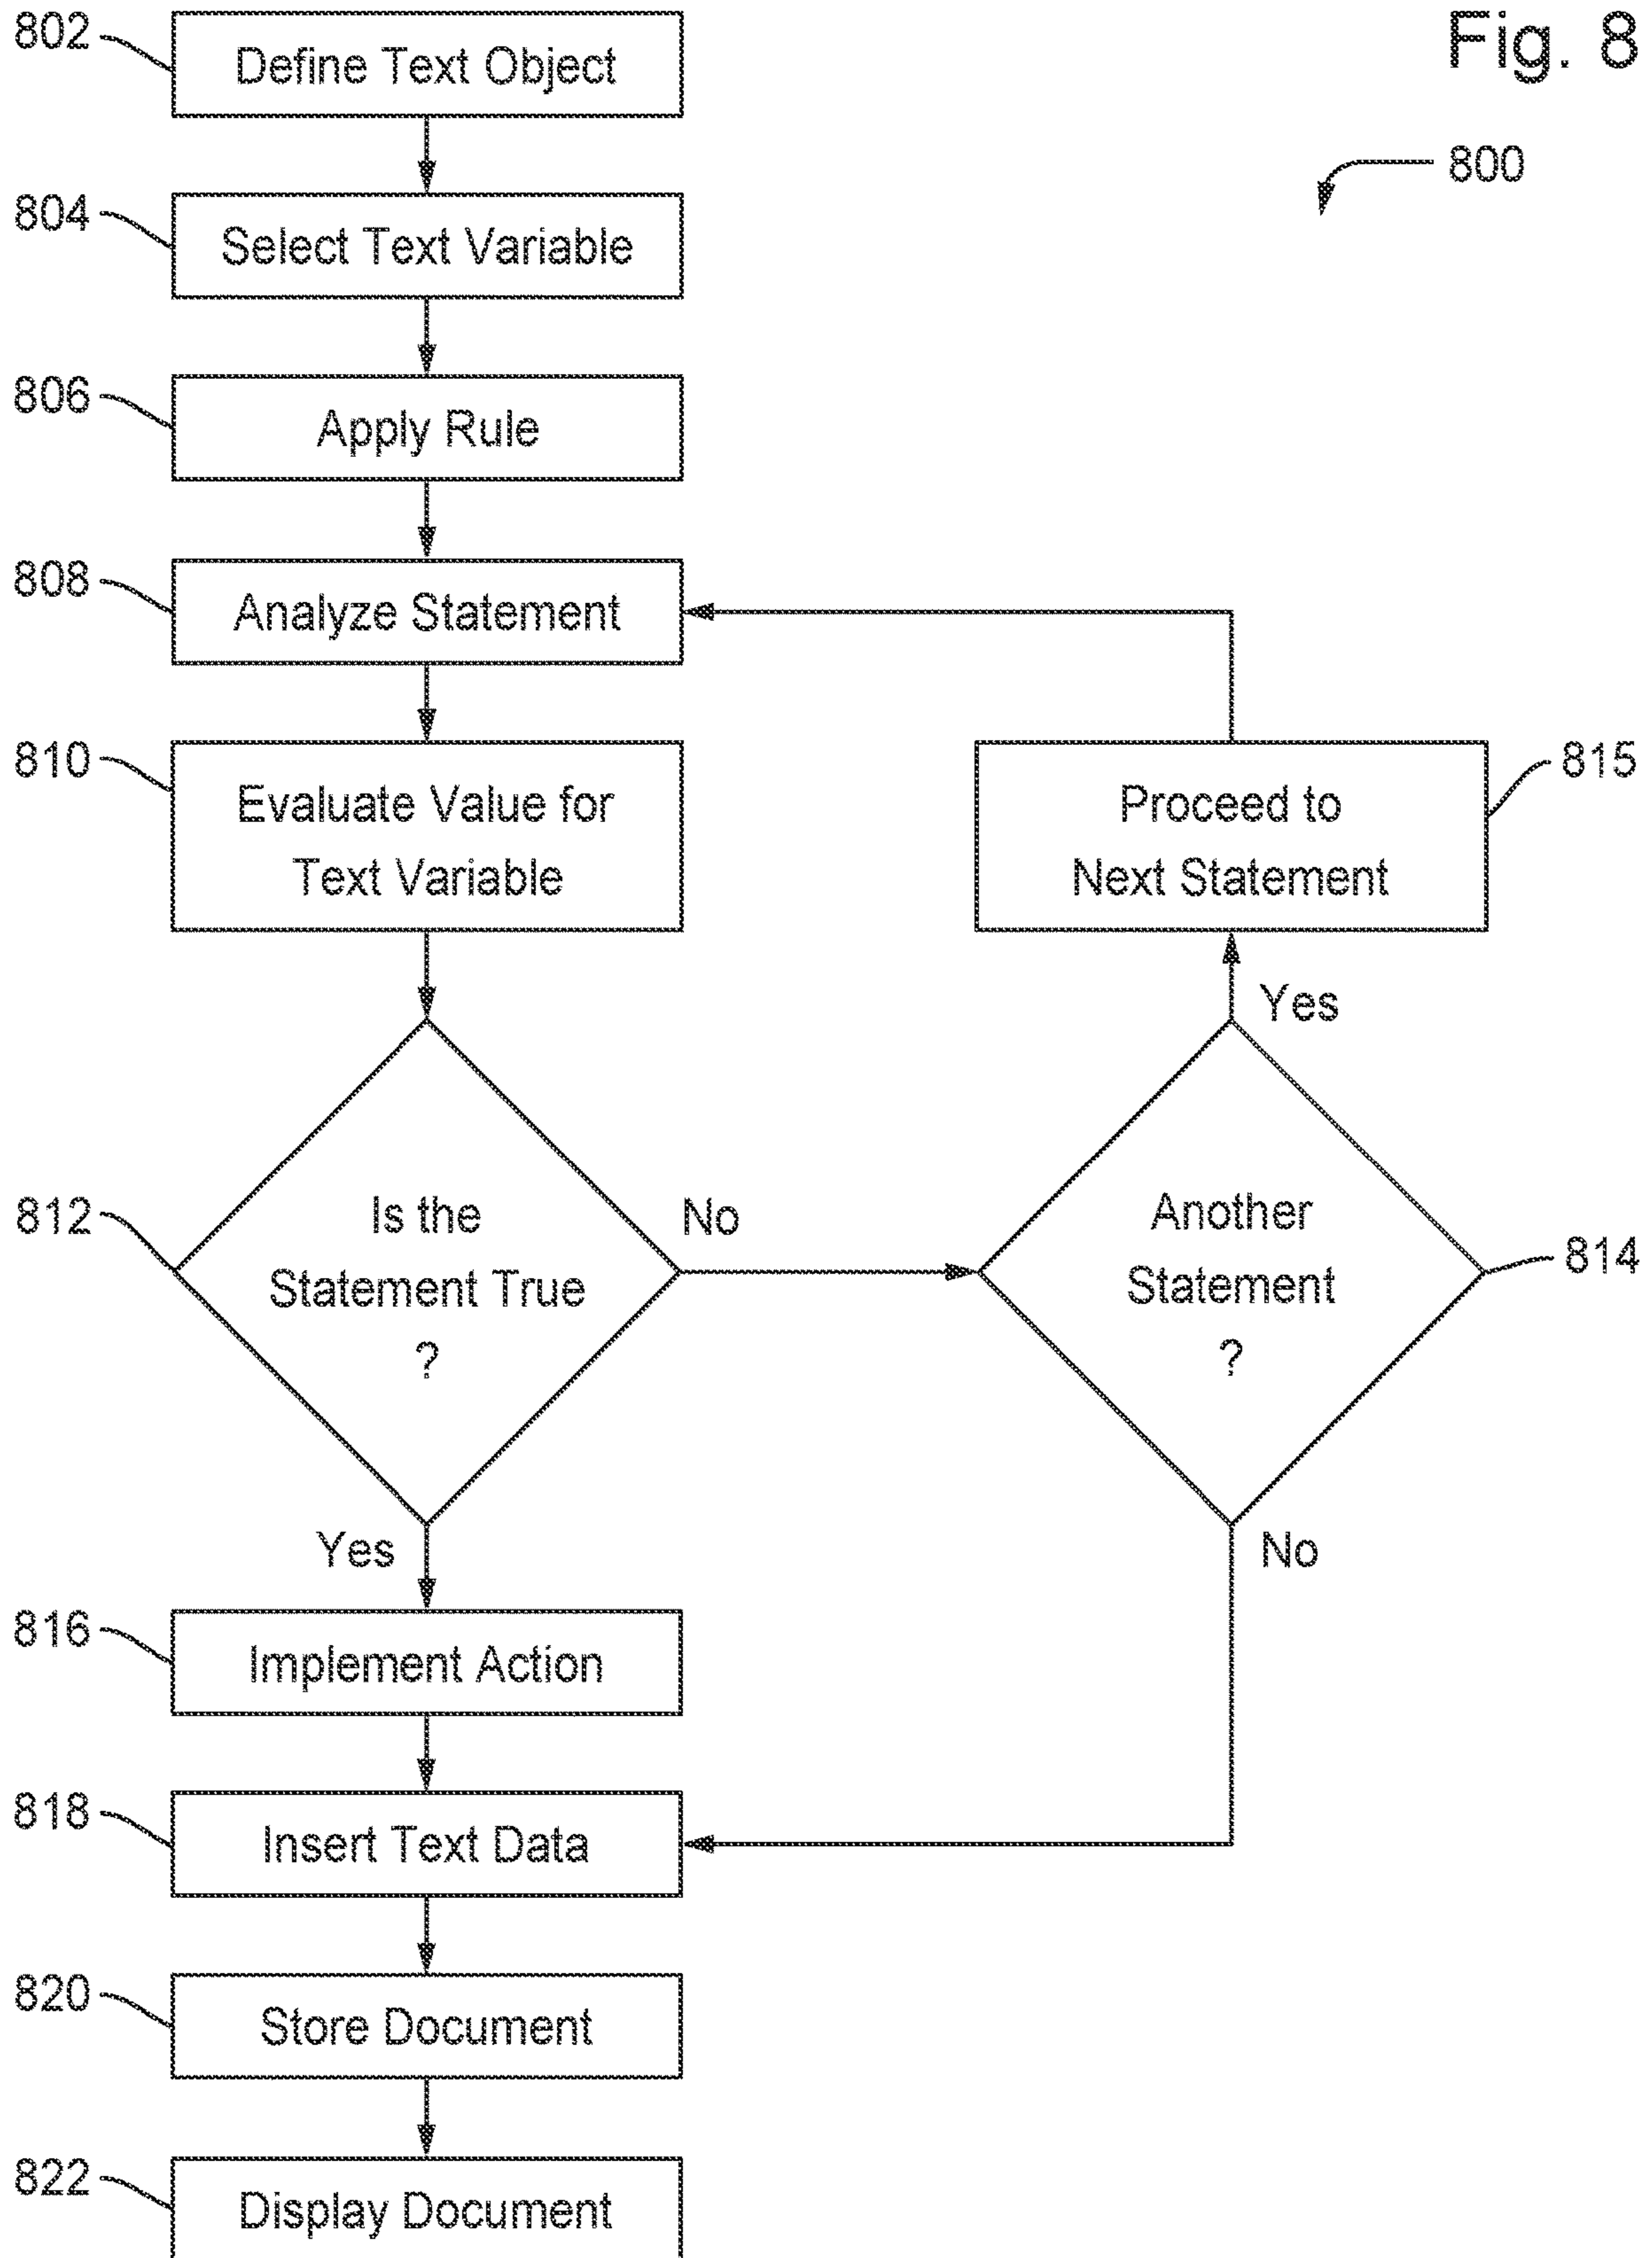 Fig. 8
800
802
Define Text Object
804
Select Text Variable
806
Apply Rule
808
Analyze Statement
810
Evaluate Value for
Text Variable
815
Proceed to
Next Statement
Yes
812
Is the
Statement True
?
No
Another
Statement
?
814
Yes
No
816
Implement Action
818
Insert Text Data
820
Store Document
822
Display Document